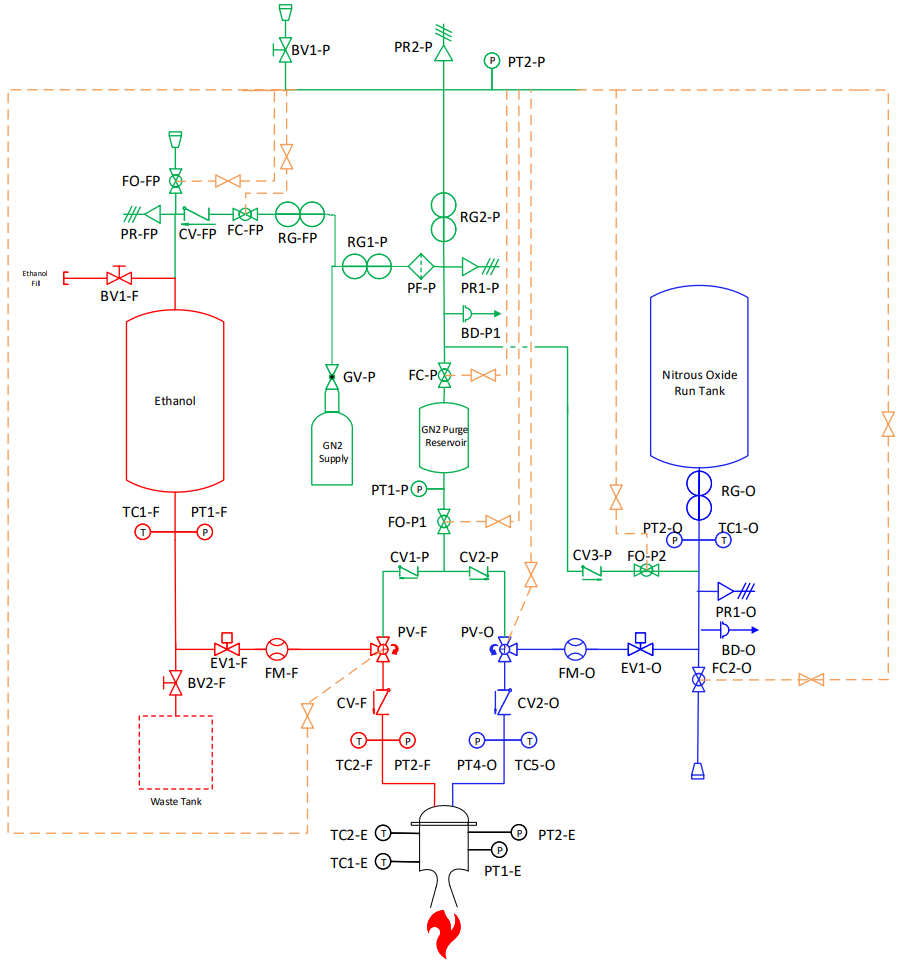 BV1-P
PR2-P
P
PT2-P
FO-FP
PR-FP
CV-FP
FC-FP
RG-FP
RG1-P
RG2-P
PF-P
PR1-P
Ethanol
Fill
BV1-F
BD-P1
Ethanol
GV-P
FC-P
Nitrous Oxide
Run Tank
GN2
Supply
GN2 Purge
Reservoir
PT1-P
P
RG-O
TC1-F
PT1-F
T
P
FO-P1
PT2-O
TC1-O
P
T
CV1-P
CV2-P
CV3-P
FO-P2
PR1-O
PV-F
PV-O
BD-O
EV1-F
FM-F
FM-O
EV1-O
FC2-O
BV2-F
CV-F
CV2-O
T
P
P
T
TC2-F
PT2-F
PT4-O
TC5-O
Waste Tank
TC2-E
T
P
PT2-E
TC1-E
T
P
PT1-E